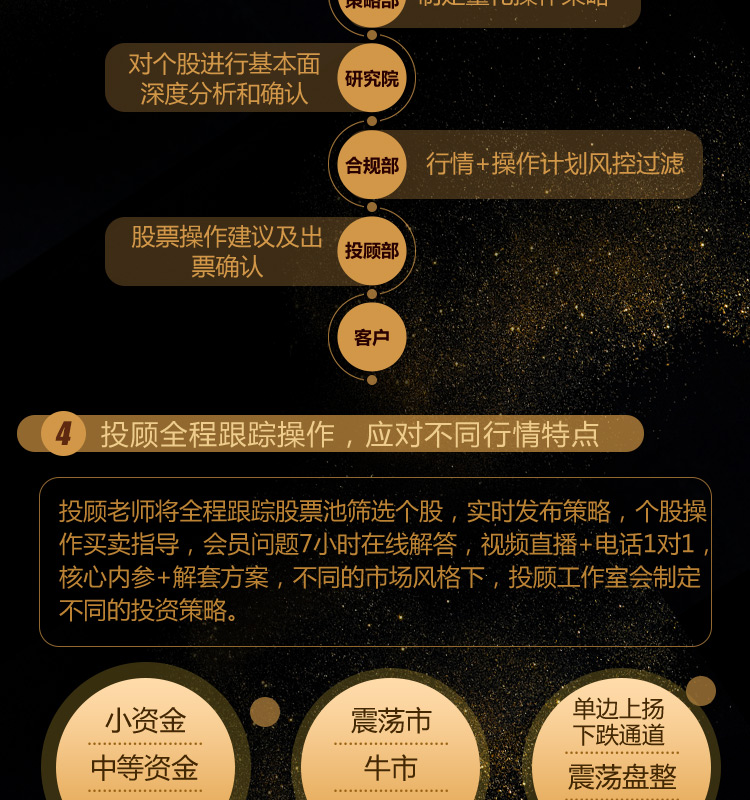 策略部
制定量化操作策略
对个股进行基本面
深度分析和确认
研究院
合规部
行情+操作计划风控过滤
股票操作建议及出
票确认
投顾部
客户
4 投顾全程跟踪操作，应对不同行情特点
投顾老师将全程跟踪股票池筛选个股，实时发布策略，个股操
作买卖指导，会员问题7小时在线解答，视频直播+电话1对1，
核心内参+解套方案，不同的市场风格下，投顾工作室会制定
不同的投资策略。
小资金
中等资金
震荡市
牛市
单边上扬
下跌通道
震荡盘整